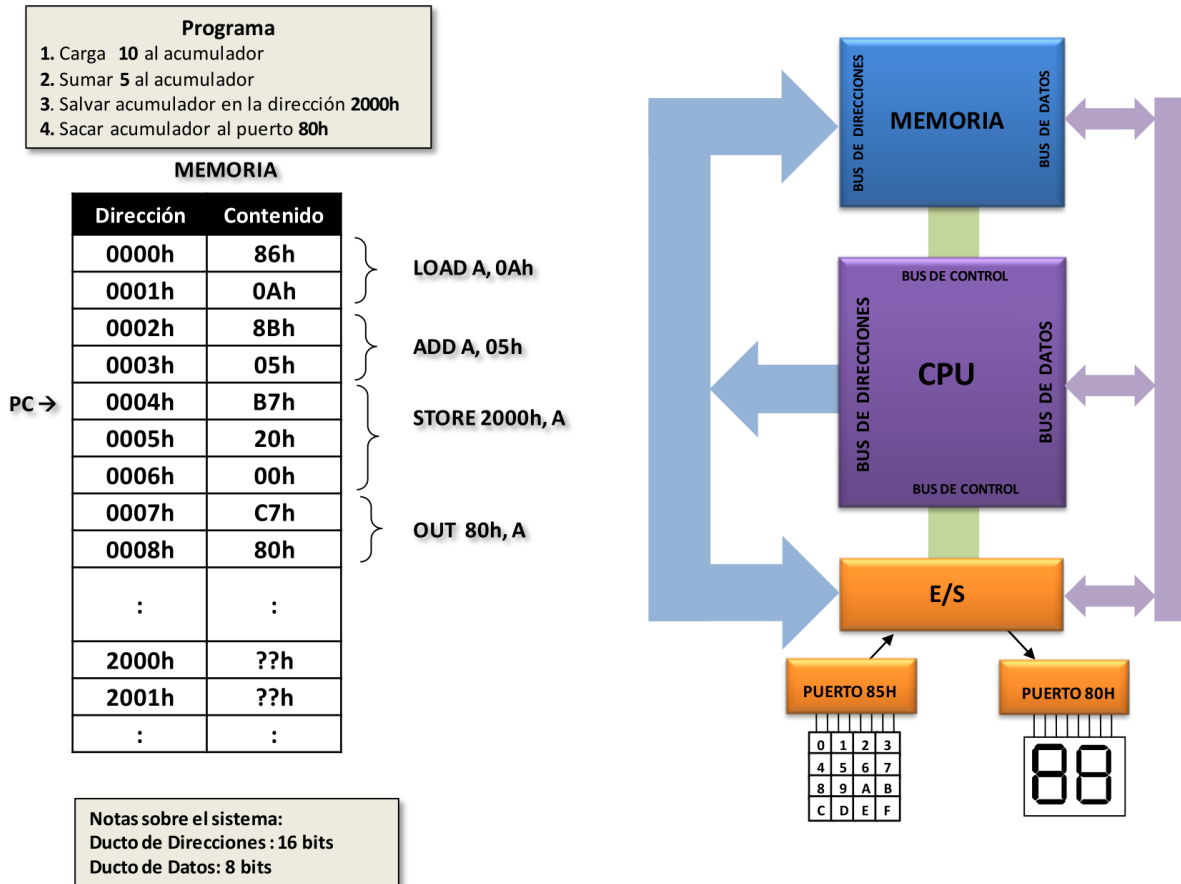 Programa
1. Carga 10 al acumulador
2. Sumar 5 al acumulador
3. Salvar acumulador en la dirección 2000h
4. Sacar acumulador al puerto 80h
MEMORIA
Dirección Contenido
0000h 86h
0001h 0Ah
LOAD A, 0Ah
0002h 8Bh
0003h 05h
ADD A, 05h
PC →
0004h B7h
0005h 20h
0006h 00h
STORE 2000h, A
0007h C7h
0008h 80h
OUT 80h, A
: :
2000h ??h
2001h ??h
: :
Notas sobre el sistema:
Ducto de Direcciones : 16 bits
Ducto de Datos: 8 bits
BUS DE DIRECCIONES
MEMORIA
BUS DE DATOS
BUS DE CONTROL
BUS DE DIRECCIONES
CPU
BUS DE DATOS
BUS DE CONTROL
E/S
PUERTO 85H
PUERTO 80H
0 1 2 3
4 5 6 7
8 9 A B
C D E F
88